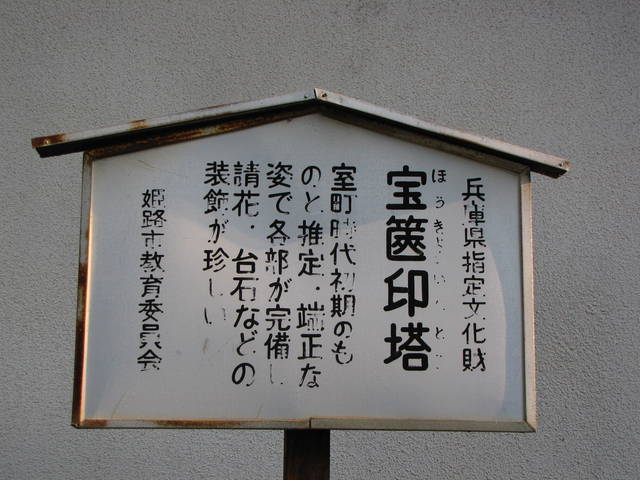 兵庫県指定文化財
ほうきょういんとう
宝篋印塔
室町時代初期のも
のと推定・端正な
姿で各部が完備し
請花・台石などの
装飾が珍しい
姫路市教育委員会